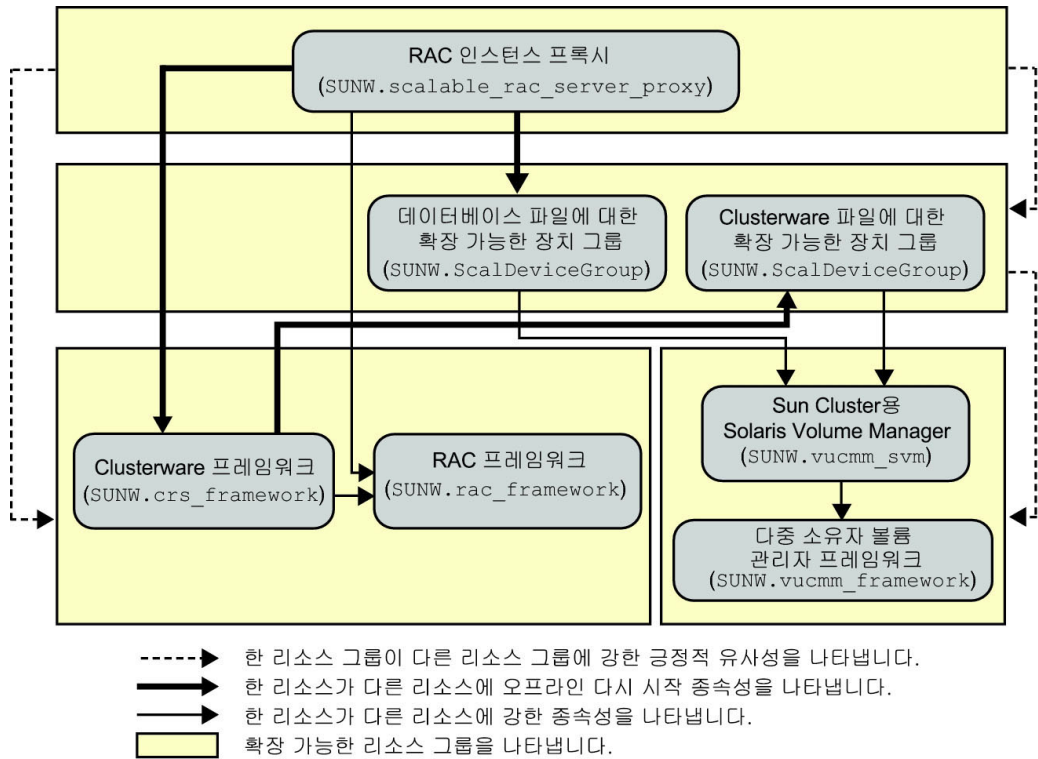 RAC 인스턴스 프록시
(SUNW.scalable_rac_server_proxy)
데이터베이스 파일에 대한
확장 가능한 장치 그룹
(SUNW.ScalDeviceGroup)
Clusterware 파일에 대한
확장 가능한 장치 그룹
(SUNW.ScalDeviceGroup)
Clusterware 프레임워크
(SUNW.crs_framework)
RAC 프레임워크
(SUNW.rac_framework)
Sun Cluster용
Solaris Volume Manager
(SUNW.vucmm_svm)
다중 소유자 볼륨
관리자 프레임워크
(SUNW.vucmm_framework)
한 리소스 그룹이 다른 리소스 그룹에 강한 긍정적 유사성을 나타냅니다.
한 리소스가 다른 리소스에 오프라인 다시 시작 종속성을 나타냅니다.
한 리소스가 다른 리소스에 강한 종속성을 나타냅니다.
확장 가능한 리소스 그룹을 나타냅니다.